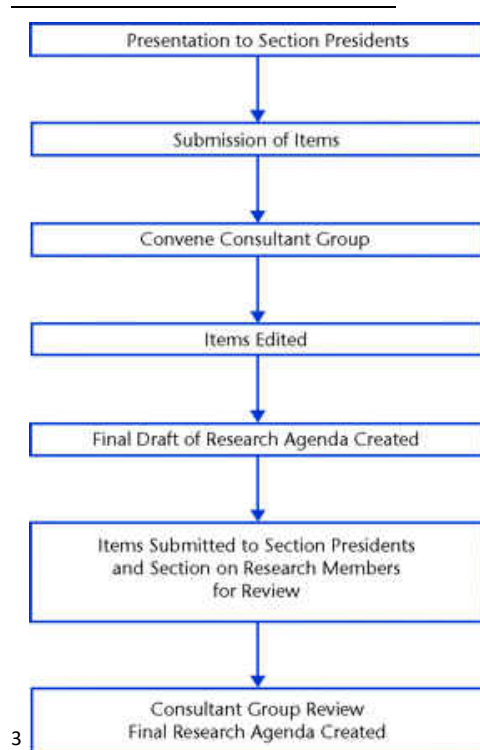 Presentation to Section Presidents
Submission of Items
Convene Consultant Group
Items Edited
Final Draft of Research Agenda Created
Items Submitted to Section Presidents
and Section on Research Members
for Review
Consultant Group Review
Final Research Agenda Created
3